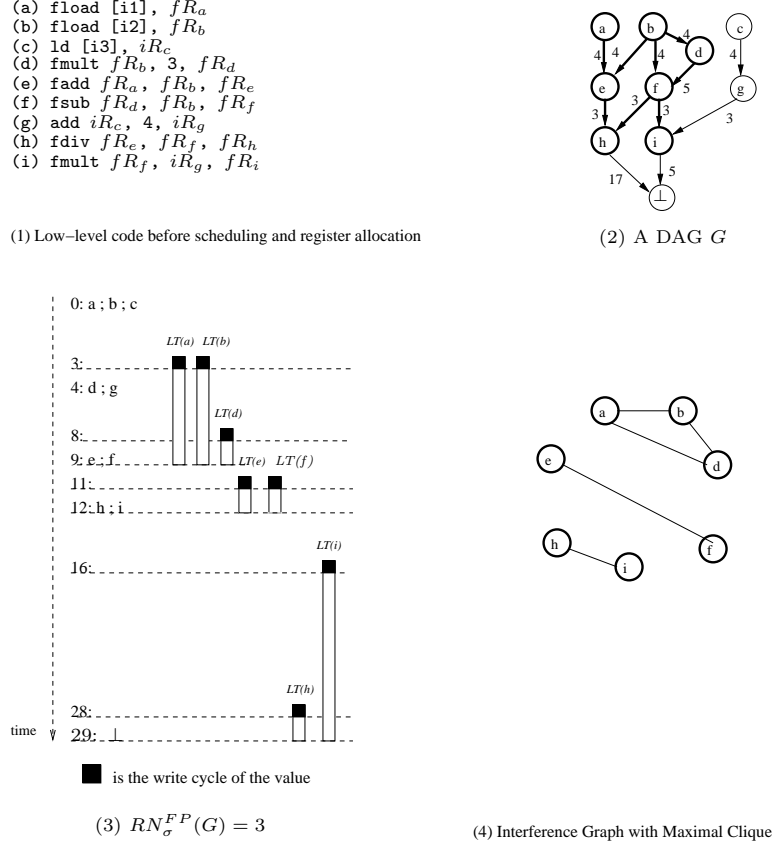 (a) fload [i1], fR_a
(b) fload [i2], fR_b
(c) ld [i3], iR_c
(d) fmult fR_b, 3, fR_d
(e) fadd fR_a, fR_b, fR_e
(f) fsub fR_d, fR_b, fR_f
(g) add iR_c, 4, iR_g
(h) fdiv fR_e, fR_f, fR_h
(i) fmult fR_f, iR_g, fR_i
(1) Low–level code before scheduling and register allocation
a b c
4
d
4 4 4 4
e f 5 g
3 3 3 3
h i
17 5
⊥
(2) A DAG G
0: a ; b ; c
LT(a) LT(b)
3:
4: d ; g
LT(d)
8:
9: e ; f
LT(e) LT(f)
11:
12: h ; i
LT(i)
16:
LT(h)
28:
time
29: ⊥
is the write cycle of the value
(3) RN_σ^{FP}(G) = 3
a b
e d
h f
i
(4) Interference Graph with Maximal Clique